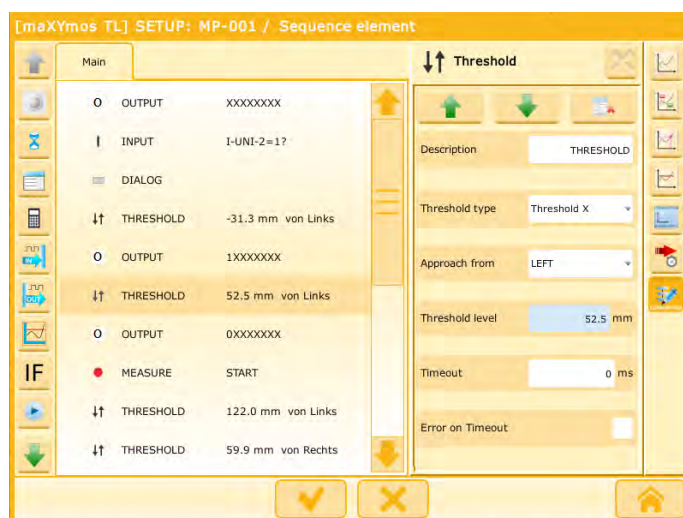 [maXYmos TL] SETUP: MP-001 / Sequence element
Main
O OUTPUT XXXXXXXX
I INPUT I-UNI-2=1?
DIALOG
THRESHOLD -31.3 mm von Links
O OUTPUT 1XXXXXXX
THRESHOLD 52.5 mm von Links
O OUTPUT 0XXXXXXX
MEASURE START
THRESHOLD 122.0 mm von Links
THRESHOLD 59.9 mm von Rechts
IN
OUT
IF
Threshold
Description THRESHOLD
Threshold type Threshold X
Approach from LEFT
Threshold level 52.5 mm
Timeout 0 ms
Error on Timeout